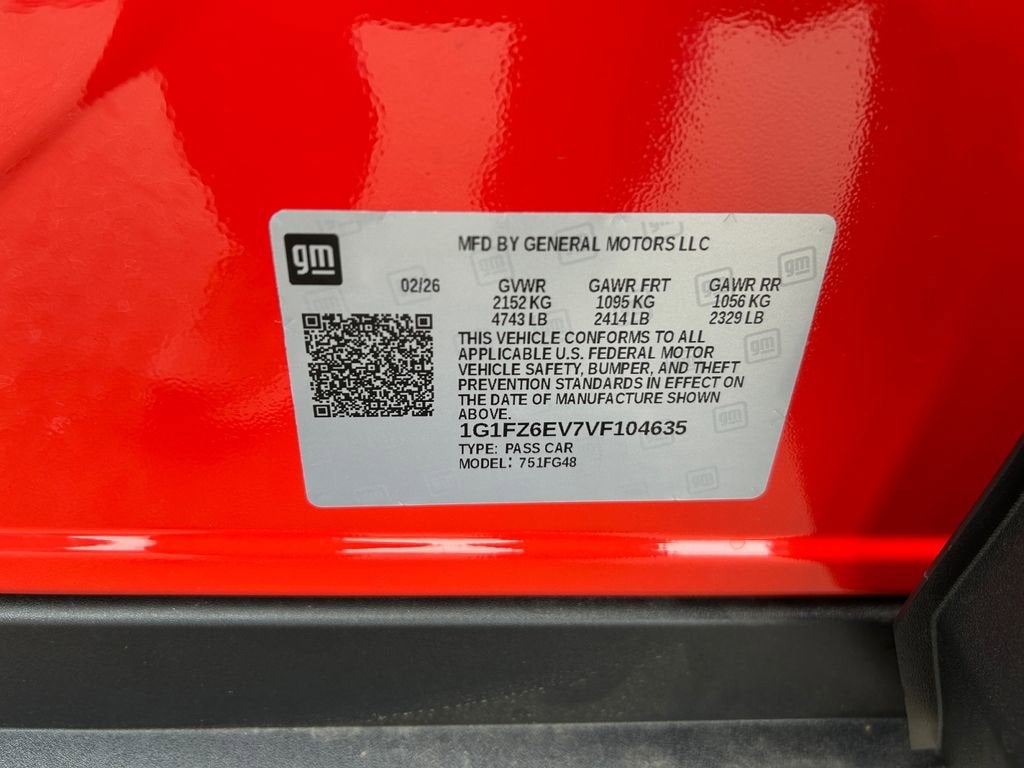 gm
MFD BY GENERAL MOTORS LLC
02/26 GVWR GAWR FRT GAWR RR
2152 KG 1095 KG 1056 KG
4743 LB 2414 LB 2329 LB
THIS VEHICLE CONFORMS TO ALL
APPLICABLE U.S. FEDERAL MOTOR
VEHICLE SAFETY, BUMPER, AND THEFT
PREVENTION STANDARDS IN EFFECT ON
THE DATE OF MANUFACTURE SHOWN
ABOVE.
1G1FZ6EV7VF104635
TYPE: PASS CAR
MODEL: 751FG48